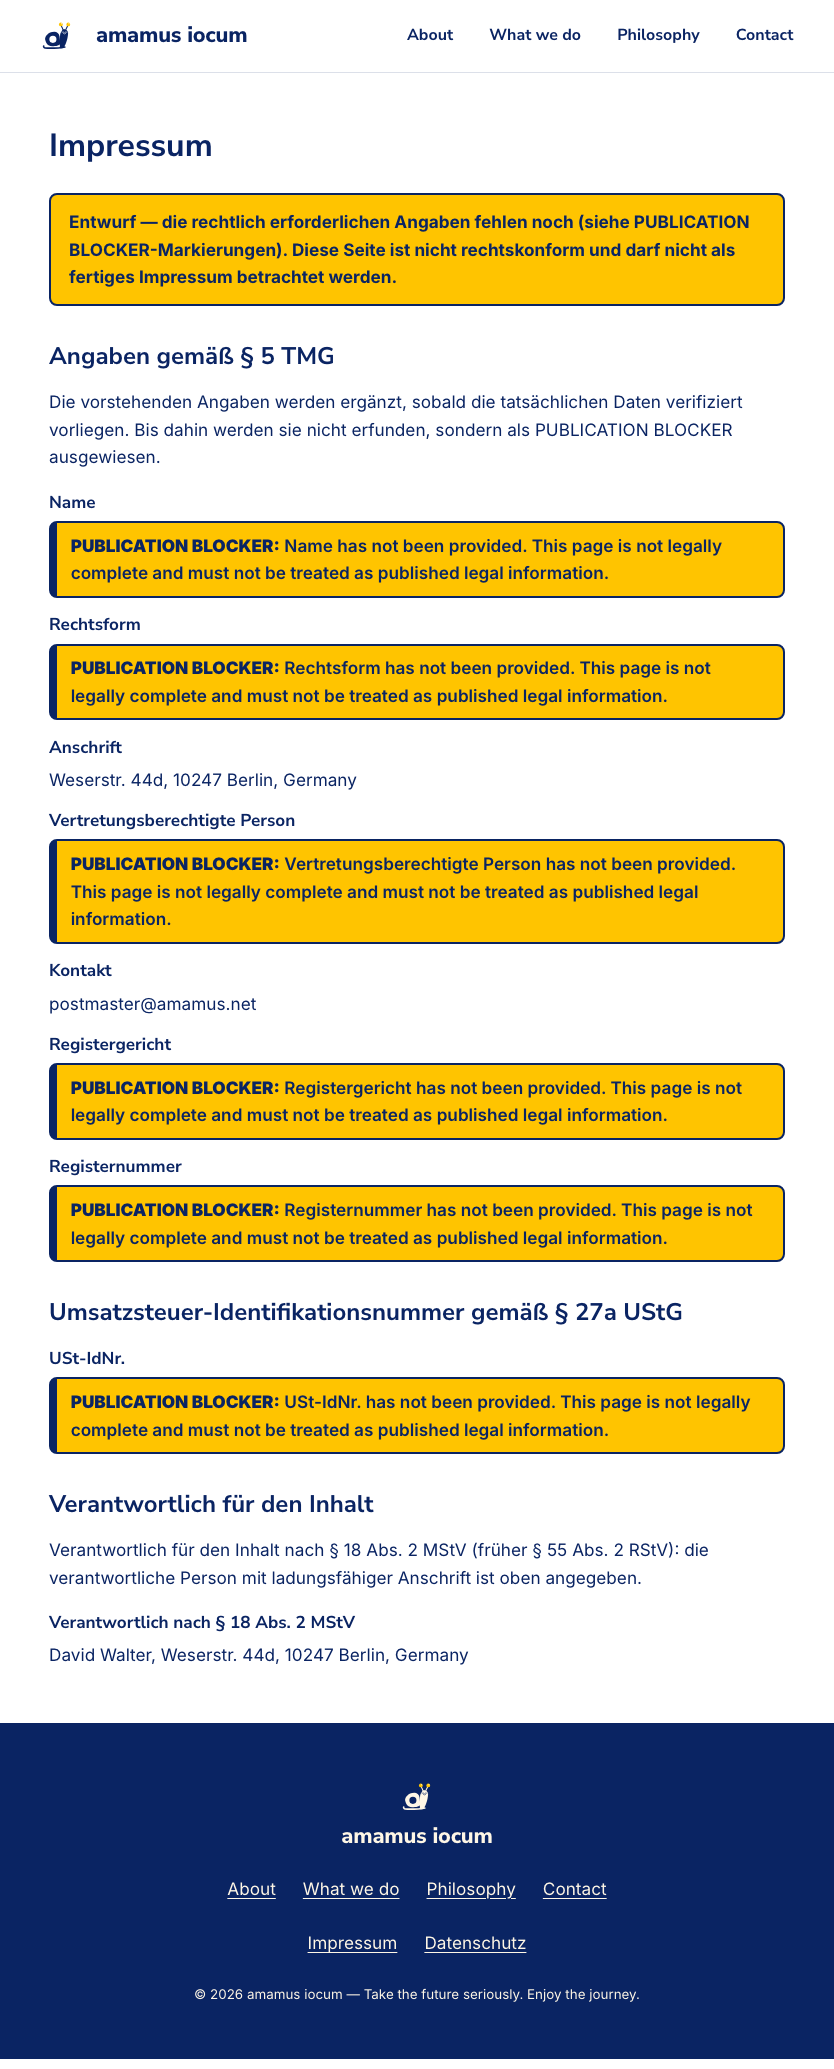 amamus iocum
About
What we do
Philosophy
Contact
Impressum
Entwurf — die rechtlich erforderlichen Angaben fehlen noch (siehe PUBLICATION
BLOCKER-Markierungen). Diese Seite ist nicht rechtskonform und darf nicht als
fertiges Impressum betrachtet werden.
Angaben gemäß § 5 TMG
Die vorstehenden Angaben werden ergänzt, sobald die tatsächlichen Daten verifiziert
vorliegen. Bis dahin werden sie nicht erfunden, sondern als PUBLICATION BLOCKER
ausgewiesen.
Name
PUBLICATION BLOCKER: Name has not been provided. This page is not legally
complete and must not be treated as published legal information.
Rechtsform
PUBLICATION BLOCKER: Rechtsform has not been provided. This page is not
legally complete and must not be treated as published legal information.
Anschrift
Weserstr. 44d, 10247 Berlin, Germany
Vertretungsberechtigte Person
PUBLICATION BLOCKER: Vertretungsberechtigte Person has not been provided.
This page is not legally complete and must not be treated as published legal
information.
Kontakt
postmaster@amamus.net
Registergericht
PUBLICATION BLOCKER: Registergericht has not been provided. This page is not
legally complete and must not be treated as published legal information.
Registernummer
PUBLICATION BLOCKER: Registernummer has not been provided. This page is not
legally complete and must not be treated as published legal information.
Umsatzsteuer-Identifikationsnummer gemäß § 27a UStG
USt-IdNr.
PUBLICATION BLOCKER: USt-IdNr. has not been provided. This page is not legally
complete and must not be treated as published legal information.
Verantwortlich für den Inhalt
Verantwortlich für den Inhalt nach § 18 Abs. 2 MStV (früher § 55 Abs. 2 RStV): die
verantwortliche Person mit ladungsfähiger Anschrift ist oben angegeben.
Verantwortlich nach § 18 Abs. 2 MStV
David Walter, Weserstr. 44d, 10247 Berlin, Germany
amamus iocum
About
What we do
Philosophy
Contact
Impressum
Datenschutz
© 2026 amamus iocum — Take the future seriously. Enjoy the journey.